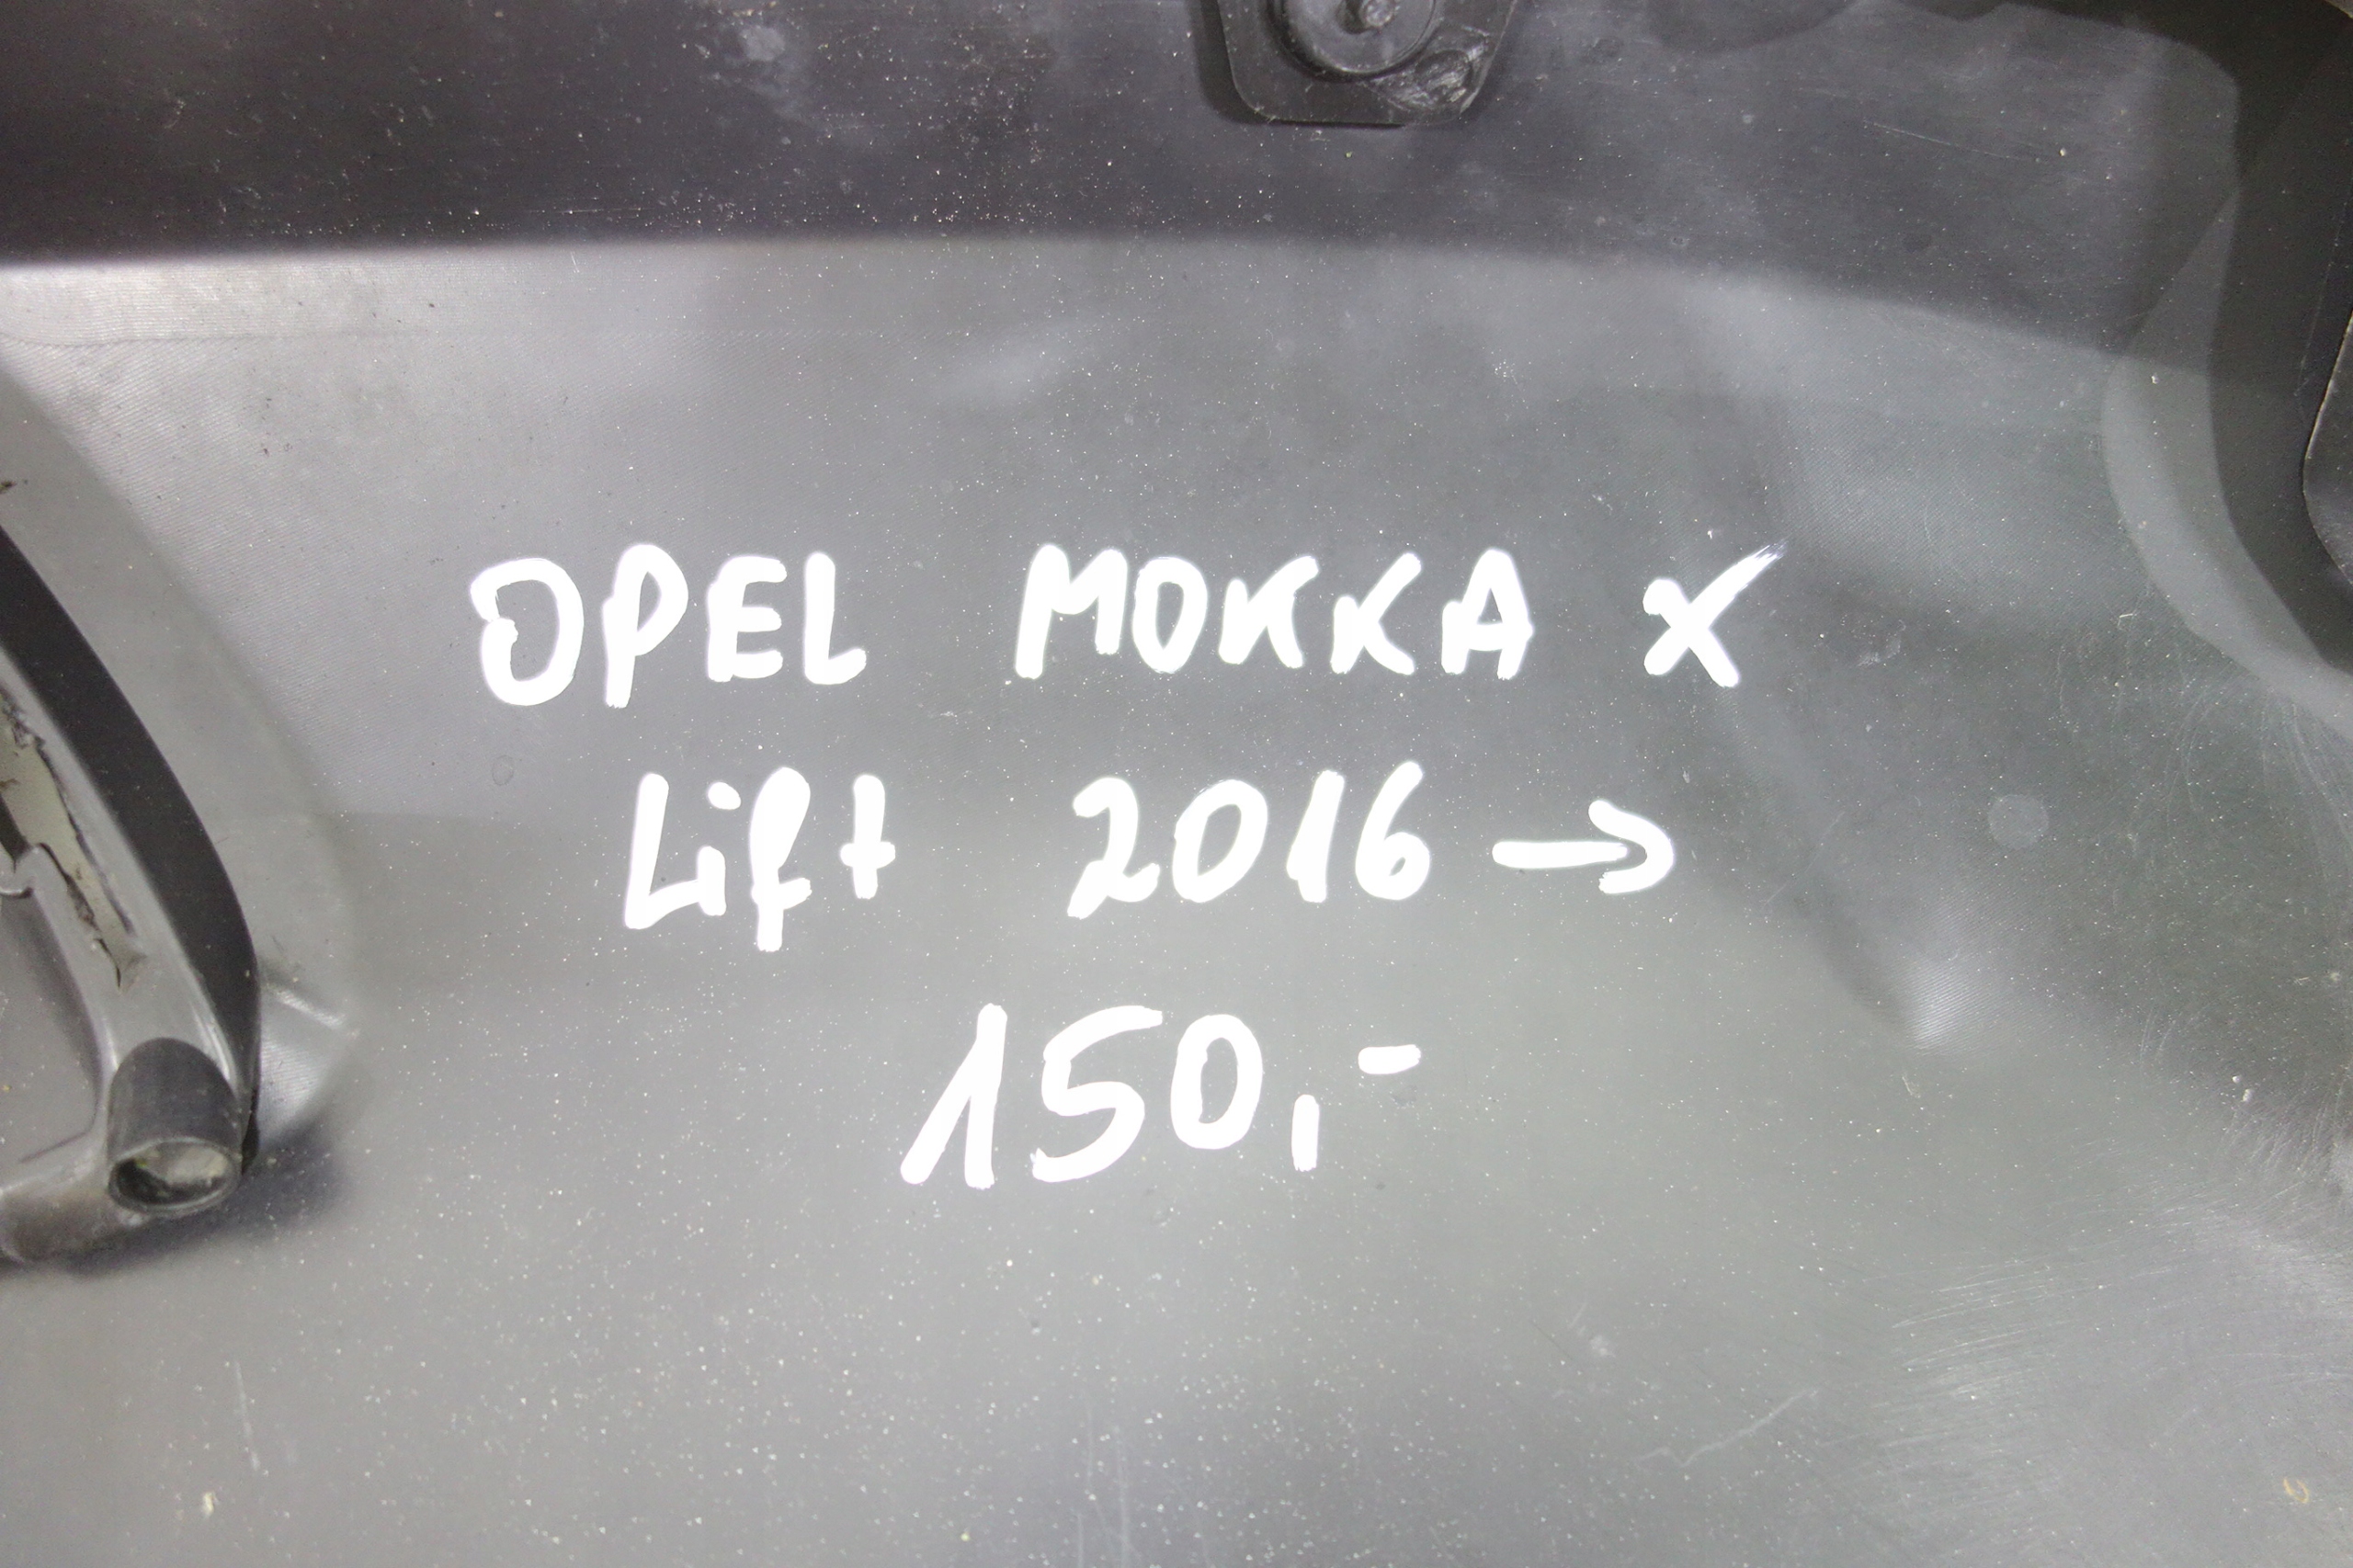 OPEL MOKKA X
Lift 2016 →
150,-